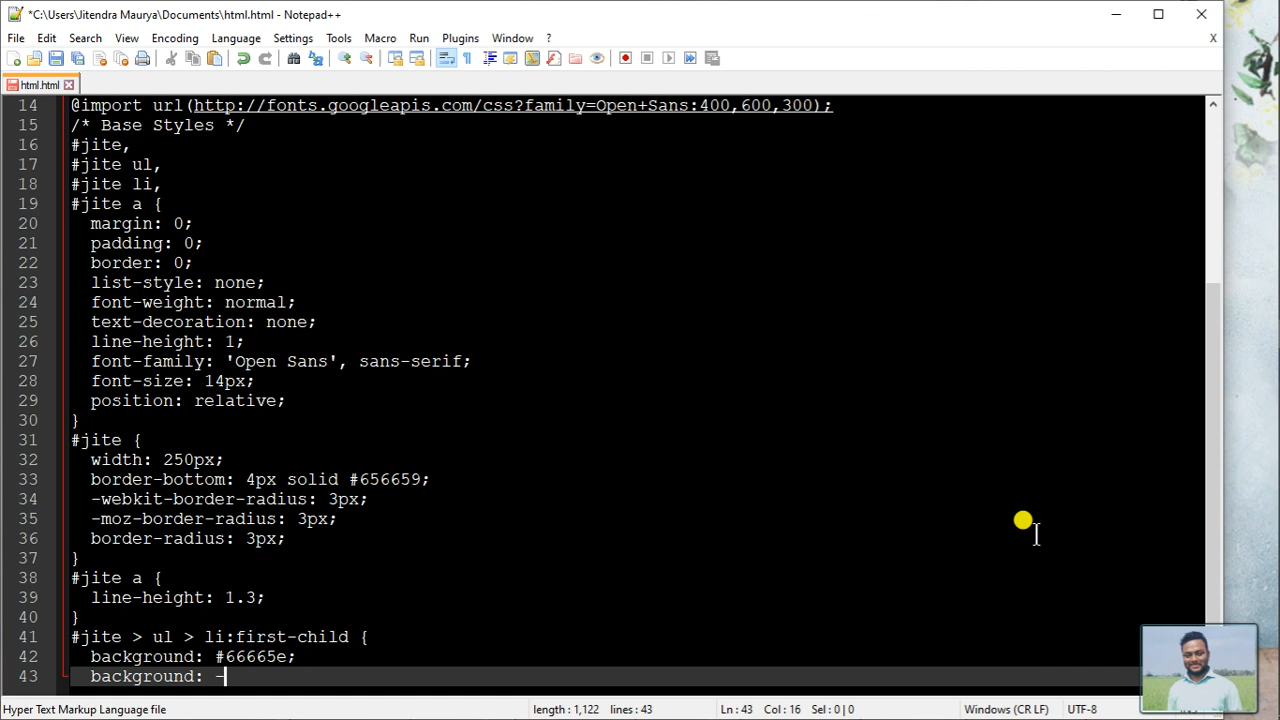 *C:\Users\Jitendra Maurya\Documents\html.html - Notepad++
File Edit Search View Encoding Language Settings Tools Macro Run Plugins Window ? X
html.html
14 @import url(http://fonts.googleapis.com/css?family=Open+Sans:400,600,300);
15 /* Base Styles */
16 #jite,
17 #jite ul,
18 #jite li,
19 #jite a {
20 margin: 0;
21 padding: 0;
22 border: 0;
23 list-style: none;
24 font-weight: normal;
25 text-decoration: none;
26 line-height: 1;
27 font-family: 'Open Sans', sans-serif;
28 font-size: 14px;
29 position: relative;
30 }
31 #jite {
32 width: 250px;
33 border-bottom: 4px solid #656659;
34 -webkit-border-radius: 3px;
35 -moz-border-radius: 3px;
36 border-radius: 3px;
37 }
38 #jite a {
39 line-height: 1.3;
40 }
41 #jite > ul > li:first-child {
42 background: #66665e;
43 background: -
Hyper Text Markup Language file length : 1,122 lines : 43 Ln : 43 Col : 16 Sel : 0 | 0 Windows (CR LF) UTF-8